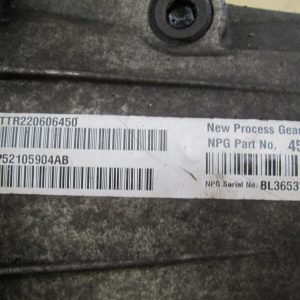 TTR220606450
P52105904AB
New Process Gear
NPG Part No. 45
NPG Serial No. BL3653